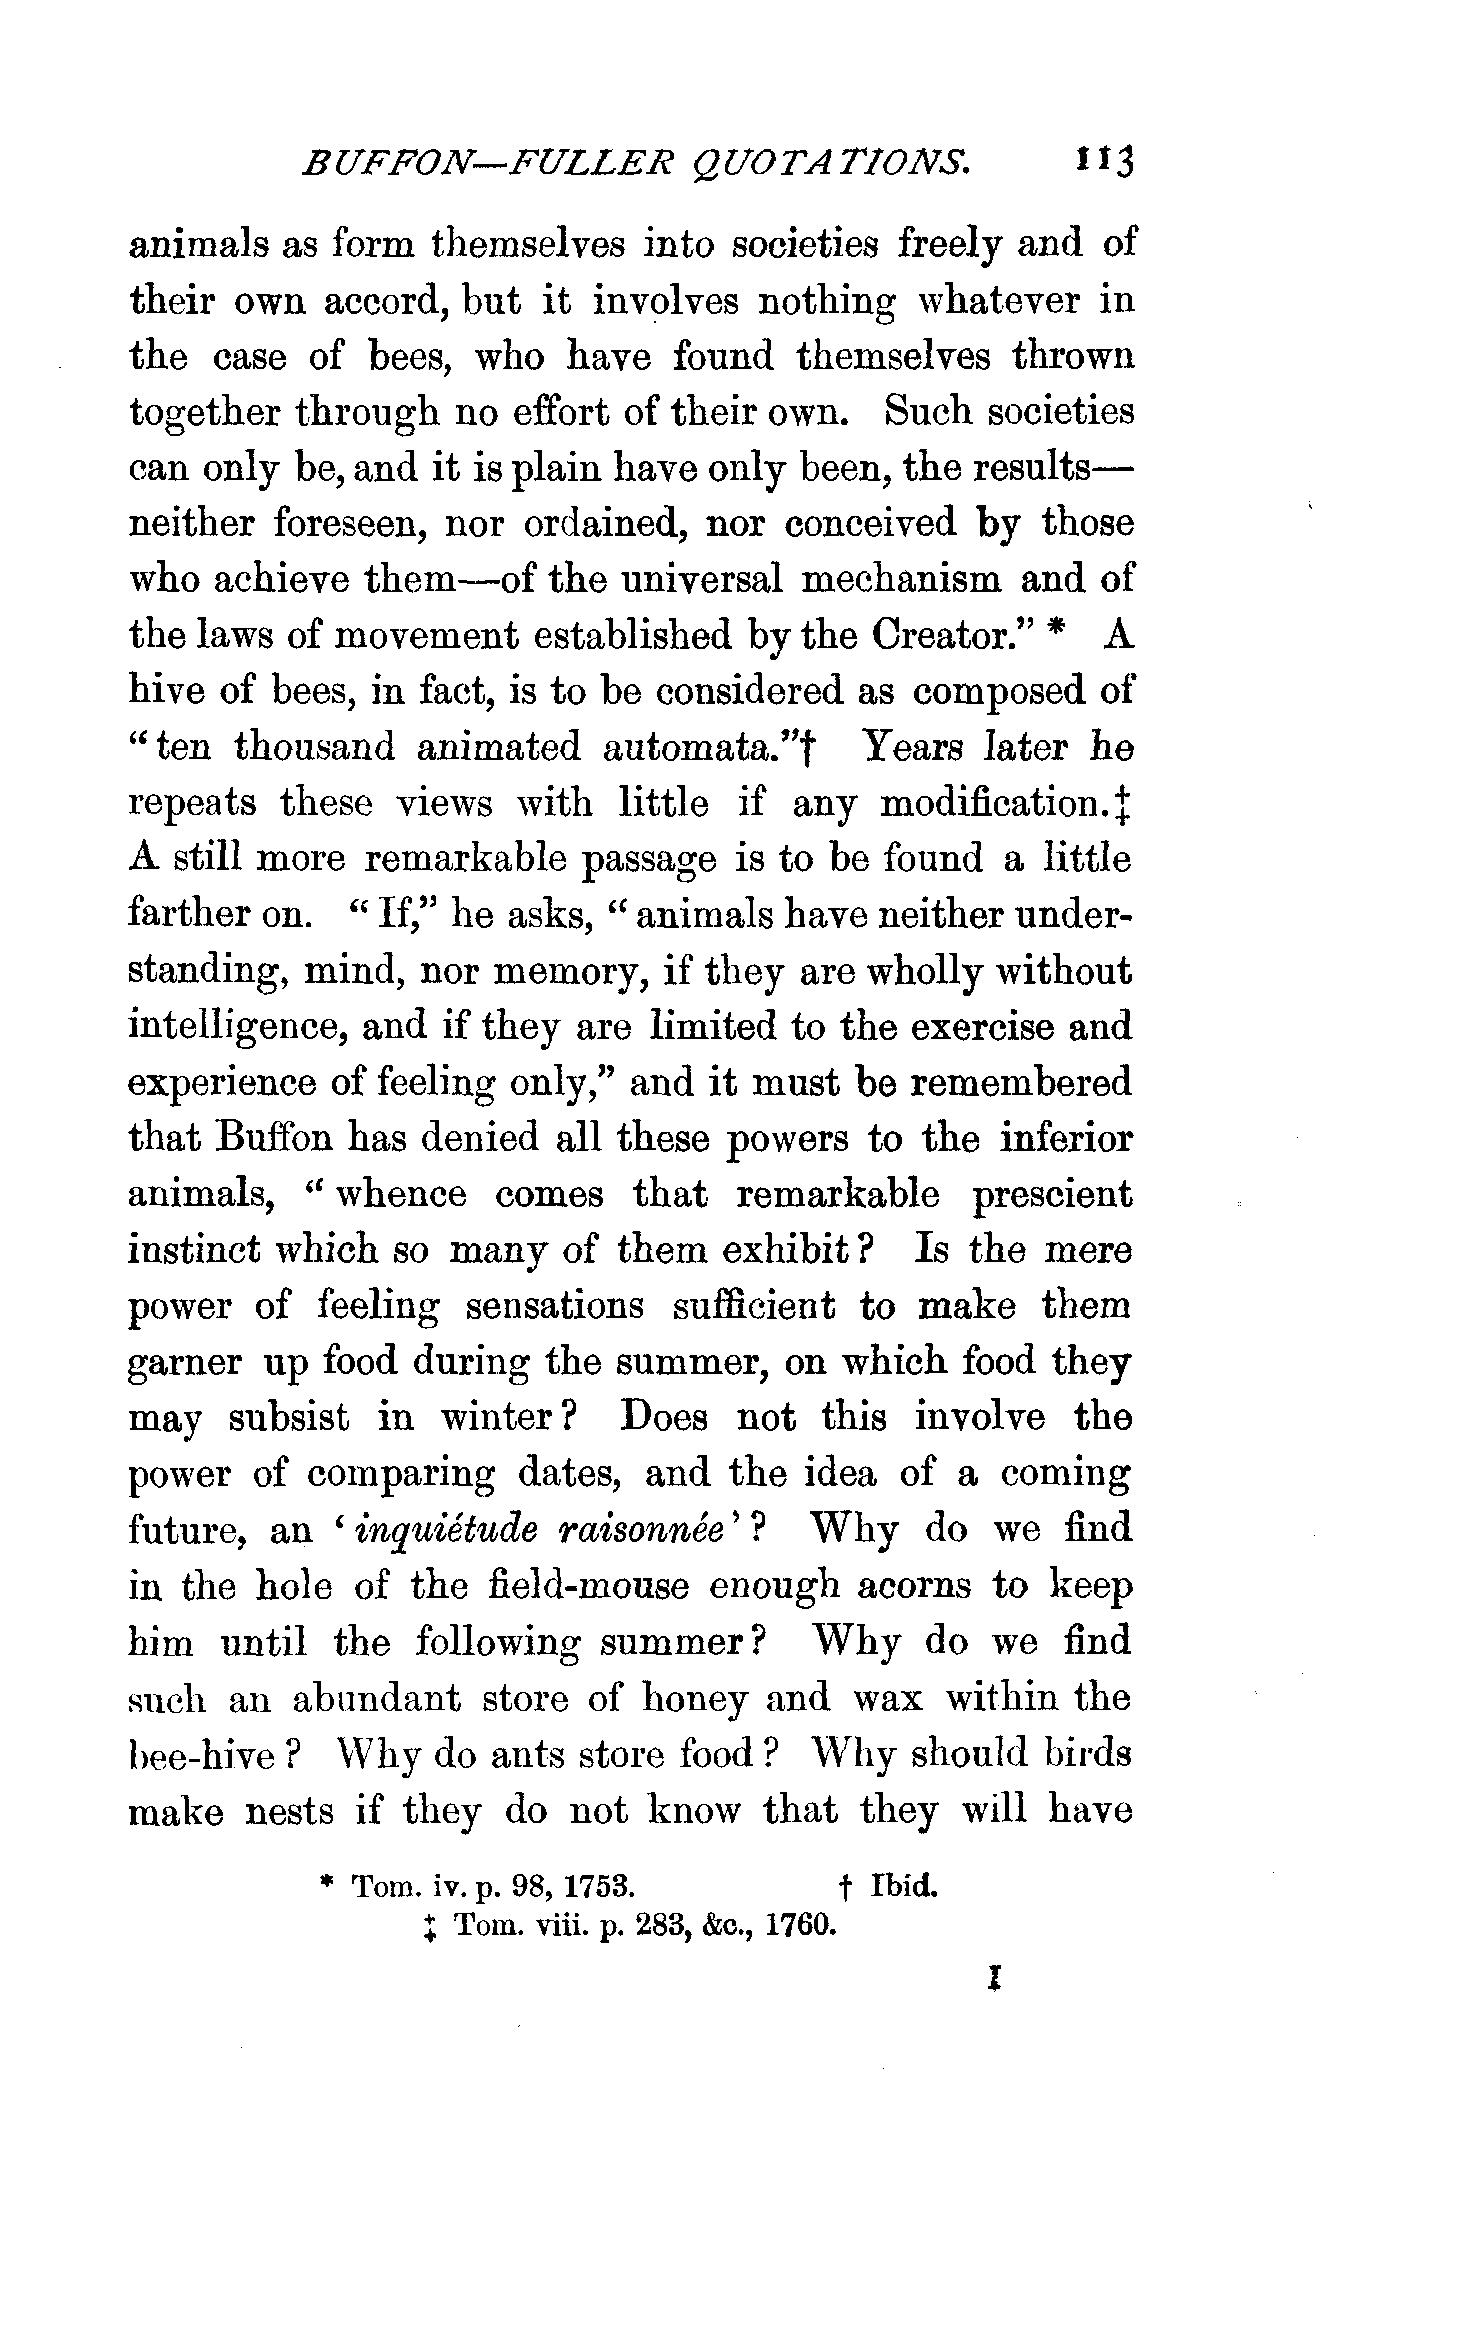 BUFFON—FULLER QUOTATIONS. 113
animals as form themselves into societies freely and of
their own accord, but it involves nothing whatever in
the case of bees, who have found themselves thrown
together through no effort of their own. Such societies
can only be, and it is plain have only been, the results—
neither foreseen, nor ordained, nor conceived by those
who achieve them—of the universal mechanism and of
the laws of movement established by the Creator.” * A
hive of bees, in fact, is to be considered as composed of
“ten thousand animated automata.”† Years later he
repeats these views with little if any modification.‡
A still more remarkable passage is to be found a little
farther on. “If,” he asks, “animals have neither under-
standing, mind, nor memory, if they are wholly without
intelligence, and if they are limited to the exercise and
experience of feeling only,” and it must be remembered
that Buffon has denied all these powers to the inferior
animals, “whence comes that remarkable prescient
instinct which so many of them exhibit? Is the mere
power of feeling sensations sufficient to make them
garner up food during the summer, on which food they
may subsist in winter? Does not this involve the
power of comparing dates, and the idea of a coming
future, an ‘inquiétude raisonnée’? Why do we find
in the hole of the field-mouse enough acorns to keep
him until the following summer? Why do we find
such an abundant store of honey and wax within the
bee-hive? Why do ants store food? Why should birds
make nests if they do not know that they will have
* Tom. iv. p. 98, 1753. † Ibid.
‡ Tom. viii. p. 283, &c., 1760.
I